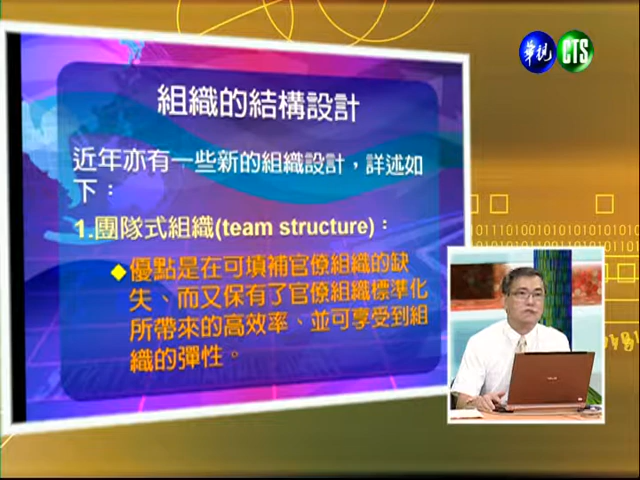 華視 CTS
組織的結構設計
近年亦有一些新的組織設計，詳述如
下：
1.團隊式組織(team structure)：
◆優點是在可填補官僚組織的缺
失、而又保有了官僚組織標準化
所帶來的高效率、並可享受到組
織的彈性。